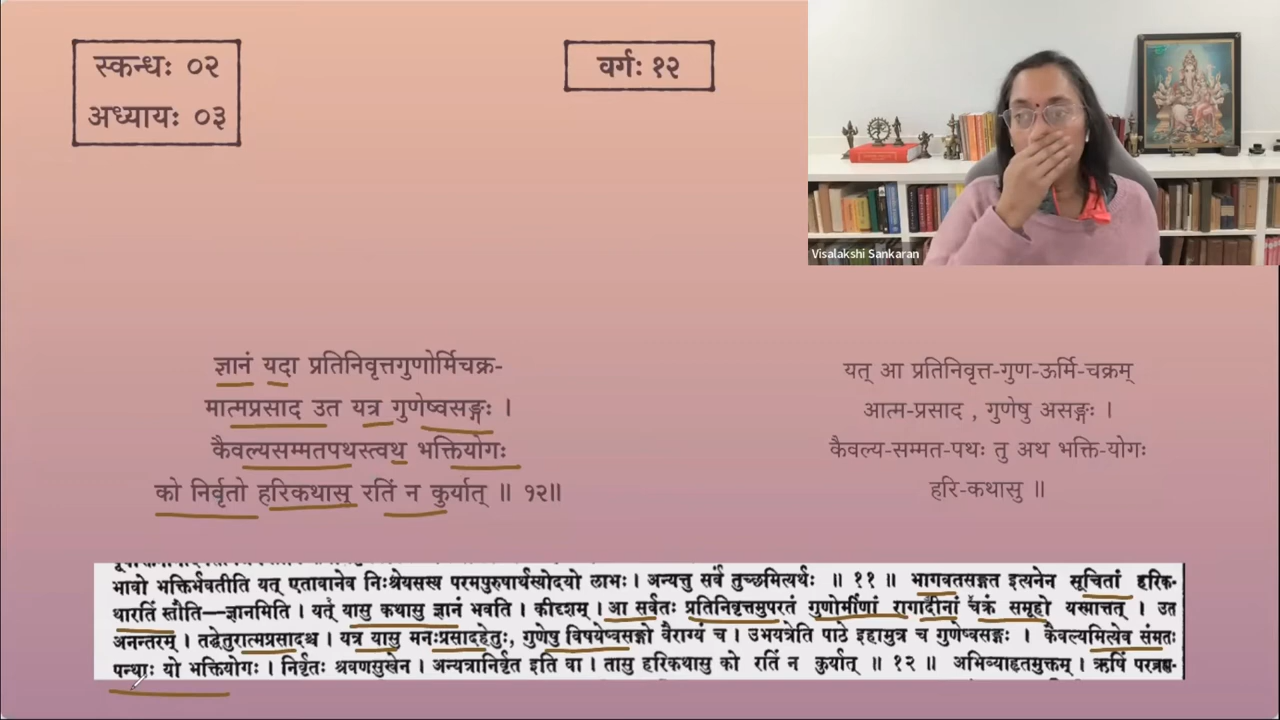 स्कन्धः ०२
अध्यायः ०३
वर्गः १२
Visalakshi Sankaran
ज्ञानं यदा प्रतिनिवृत्तगुणोर्मिचक्र-
मात्मप्रसाद उत यत्र गुणेष्वसङ्गः ।
कैवल्यसम्मतपथस्त्वथ भक्तियोगः
को निर्वृतो हरिकथासु रतिं न कुर्यात् ॥ १२॥
यत् आ प्रतिनिवृत्त-गुण-ऊर्मि-चक्रम्
आत्म-प्रसाद , गुणेषु असङ्गः ।
कैवल्य-सम्मत-पथः तु अथ भक्ति-योगः
हरि-कथासु ॥
भावो भक्तिर्भवतीति यत् एतावानेव निःश्रेयसस्य परमपुरुषार्थस्योदयो लाभः । अन्यत्तु सर्वं तुच्छमित्यर्थः ॥ ११ ॥ भागवतसङ्गत इत्यनेन सूचितां हरिक-
थारतिं स्तौति—ज्ञानमिति । यत् यासु कथासु ज्ञानं भवति । कीदृशम् । आ सर्वतः प्रतिनिवृत्तमुपरतं गुणोर्मीणां रागादीनां चक्रं समूहो यस्मात्तत् । उत
अनन्तरम् । तद्धेतुरात्मप्रसादश्च । यत्र यासु मनःप्रसादहेतुः, गुणेषु विषयेष्वसङ्गो वैराग्यं च । उभयत्रेति पाठे इहामुत्र च गुणेष्वसङ्गः । कैवल्यमित्येव संमतः
पन्थाः यो भक्तियोगः । निर्वृतः श्रवणसुखेन । अन्यत्रानिर्वृत इति वा । तासु हरिकथासु को रतिं न कुर्यात् ॥ १२ ॥ अभिव्याहृतमुक्तम् । ऋषिं परब्रह्म-